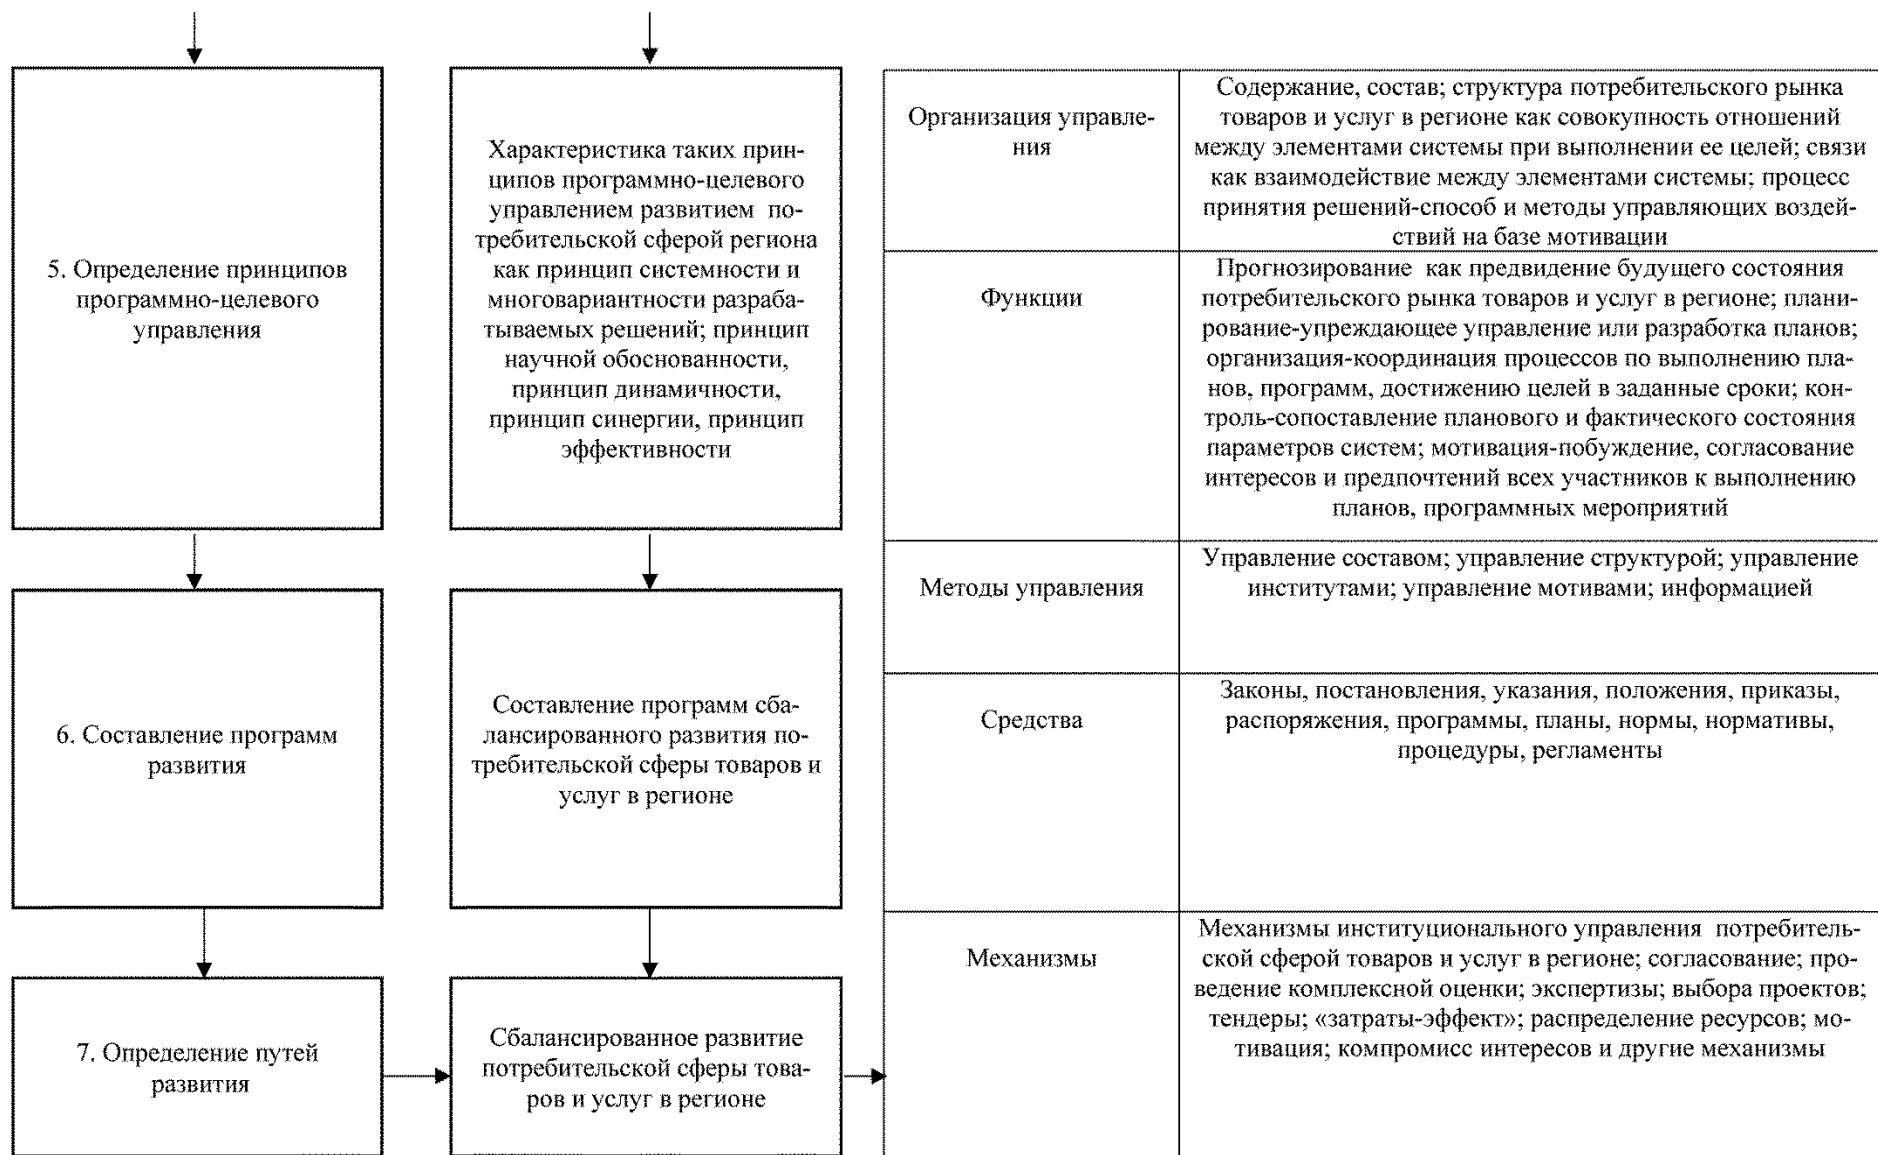 5. Определение принципов
программно-целевого
управления
Характеристика таких прин-
ципов программно-целевого
управлением развитием по-
требительской сферой региона
как принцип системности и
многовариантности разраба-
тываемых решений; принцип
научной обоснованности,
принцип динамичности,
принцип синергии, принцип
эффективности
6. Составление программ
развития
Составление программ сба-
лансированного развития по-
требительской сферы товаров и
услуг в регионе
7. Определение путей
развития
Сбалансированное развитие
потребительской сферы това-
ров и услуг в регионе
Организация управле-
ния
Содержание, состав; структура потребительского рынка
товаров и услуг в регионе как совокупность отношений
между элементами системы при выполнении ее целей; связи
как взаимодействие между элементами системы; процесс
принятия решений-способ и методы управляющих воздей-
ствий на базе мотивации
Функции
Прогнозирование как предвидение будущего состояния
потребительского рынка товаров и услуг в регионе; плани-
рование-упреждающее управление или разработка планов;
организация-координация процессов по выполнению пла-
нов, программ, достижению целей в заданные сроки; кон-
троль-сопоставление планового и фактического состояния
параметров систем; мотивация-побуждение, согласование
интересов и предпочтений всех участников к выполнению
планов, программных мероприятий
Методы управления
Управление составом; управление структурой; управление
институтами; управление мотивами; информацией
Средства
Законы, постановления, указания, положения, приказы,
распоряжения, программы, планы, нормы, нормативы,
процедуры, регламенты
Механизмы
Механизмы институционального управления потребитель-
ской сферой товаров и услуг в регионе; согласование; про-
ведение комплексной оценки; экспертизы; выбора проектов;
тендеры; «затраты-эффект»; распределение ресурсов; мо-
тивация; компромисс интересов и другие механизмы